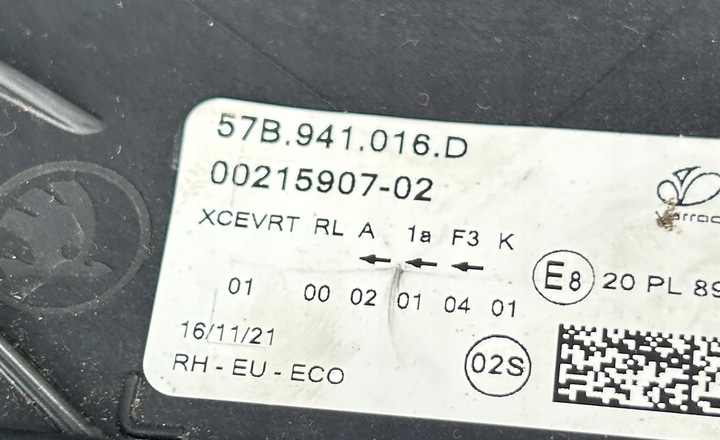 57B.941.016.D
00215907-02
XCEVRT RL A 1a F3 K
01 00 02 01 04 01
16/11/21
RH - EU - ECO
02S
E8 20 PL